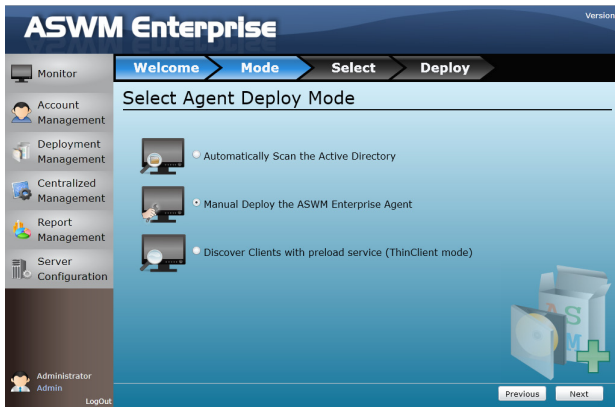 ASWM Enterprise
Version
Monitor
Account
Management
Deployment
Management
Centralized
Management
Report
Management
Server
Configuration
Administrator
Admin
LogOut
Welcome
Mode
Select
Deploy
Select Agent Deploy Mode
Automatically Scan the Active Directory
Manual Deploy the ASWM Enterprise Agent
Discover Clients with preload service (ThinClient mode)
AS
WM
Previous
Next